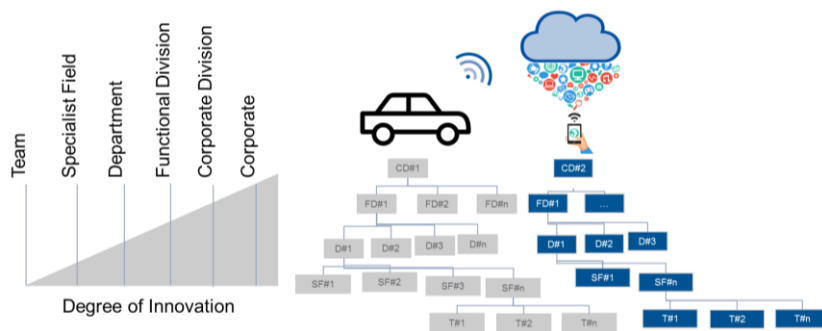 Team
Specialist Field
Department
Functional Division
Corporate Division
Corporate
Degree of Innovation
CD#1
FD#1
FD#2
FD#n
D#1
D#2
D#3
D#n
SF#1
SF#2
SF#3
SF#n
T#1
T#2
T#n
CD#2
FD#1
...
D#1
D#2
D#3
SF#1
SF#n
T#1
T#2
T#n